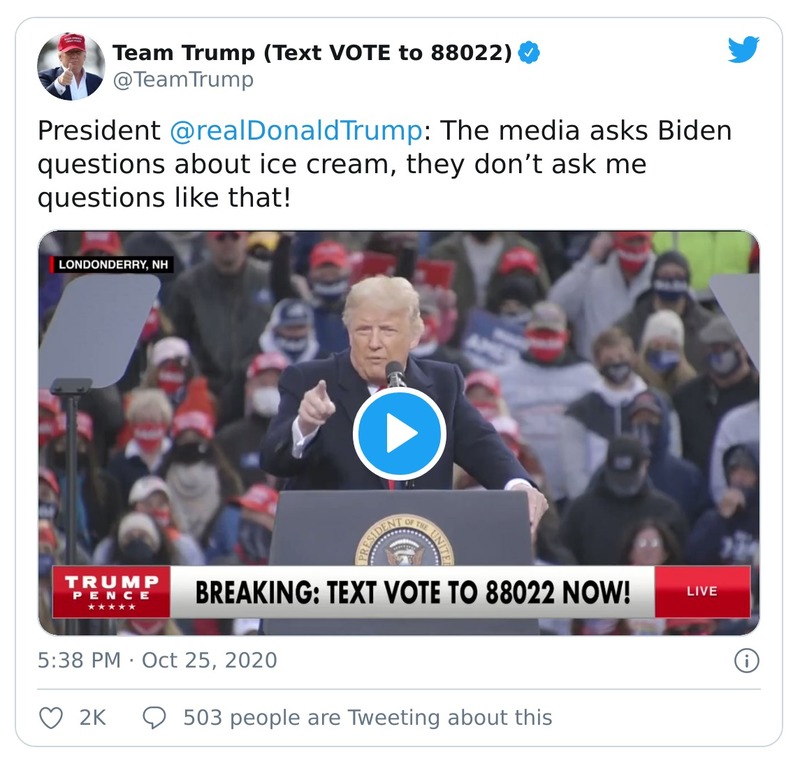 Team Trump (Text VOTE to 88022)
@TeamTrump
President @realDonaldTrump: The media asks Biden
questions about ice cream, they don’t ask me
questions like that!
LONDONDERRY, NH
PRESIDENT OF THE UNITED
TRUMP
PENCE
BREAKING: TEXT VOTE TO 88022 NOW!
LIVE
5:38 PM · Oct 25, 2020
2K
503 people are Tweeting about this